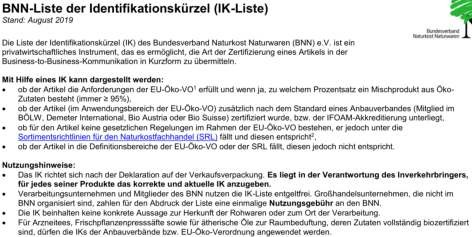 BNN-Liste der Identifikationskürzel (IK-Liste)
Stand: August 2019
Bundesverband
Naturkost Naturwaren
Die Liste der Identifikationskürzel (IK) des Bundesverband Naturkost Naturwaren (BNN) e.V. ist ein
privatwirtschaftliches Instrument, das es ermöglicht, die Art der Zertifizierung eines Artikels in der
Business-to-Business-Kommunikation in Kurzform zu übermitteln.
Mit Hilfe eines IK kann dargestellt werden:
• ob der Artikel die Anforderungen der EU-Öko-VO¹ erfüllt und wenn ja, zu welchem Prozentsatz ein Mischprodukt aus Öko-
Zutaten besteht (immer ≥ 95%),
• ob der Artikel (im Anwendungsbereich der EU-Öko-VO) zusätzlich nach dem Standard eines Anbauverbandes (Mitglied im
BÖLW, Demeter International, Bio Austria oder Bio Suisse) zertifiziert wurde, bzw. der IFOAM-Akkreditierung unterliegt,
• ob für den Artikel keine gesetzlichen Regelungen im Rahmen der EU-Öko-VO bestehen, er jedoch unter die
Sortimentsrichtlinien für den Naturkostfachhandel (SRL) fällt und diesen entspricht²,
• ob der Artikel in die Definitionsbereiche der EU-Öko-VO oder der SRL fällt, diesen jedoch nicht entspricht.
Nutzungshinweise:
• Das IK richtet sich nach der Deklaration auf der Verkaufsverpackung. Es liegt in der Verantwortung des Inverkehrbringers,
für jedes seiner Produkte das korrekte und aktuelle IK anzugeben.
• Verarbeitungsunternehmen und Mitglieder des BNN nutzen die IK-Liste entgeltfrei. Großhandelsunternehmen, die nicht im
BNN organisiert sind, zahlen für den Abdruck der Liste eine einmalige Nutzungsgebühr an den BNN.
• Die IK beinhalten keine konkrete Aussage zur Herkunft der Rohwaren oder zum Ort der Verarbeitung.
• Für Arzneitees, Frischpflanzenpresssäfte sowie für ätherische Öle zur Raumbeduftung, deren Zutaten vollständig biozertifiziert
sind, dürfen die IKs der Anbauverbände bzw. EU-Öko-Verordnung angewendet werden.